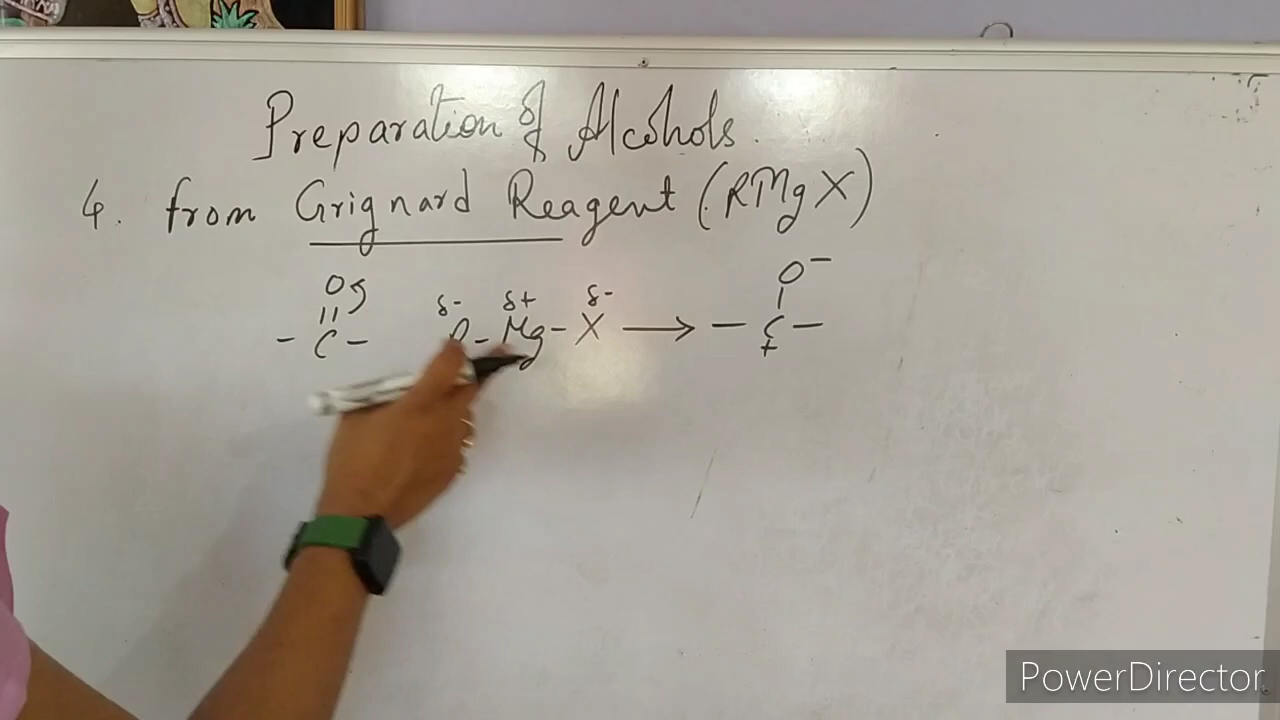 Preparation of Alcohols.
4. from Grignard Reagent (RMgX)
O O⁻
|| δ- δ+ δ- |
- C - R - Mg - X ⟶ - C -
+
PowerDirector